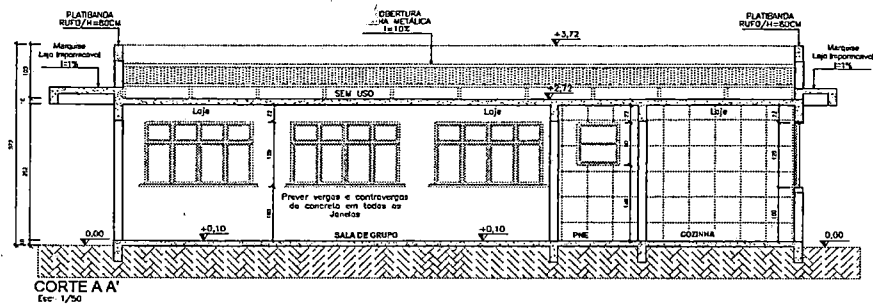 PLATIBANDA
RUFO/H=60CM
COBERTURA
TELHA METÁLICA
I=10%
PLATIBANDA
RUFO/H=60CM
Marquise
Laje Impermeável
I=1%
+3,72
Marquise
Laje Impermeável
I=1%
SEM USO
+2,72
Laje
Laje
Laje
Prever vergas e contravergas
de concreto em todas as
Janelas
0,00
+0,10
SALA DE GRUPO
+0,10
PNE
COZINHA
0,00
CORTE A A'
Esc: 1/50